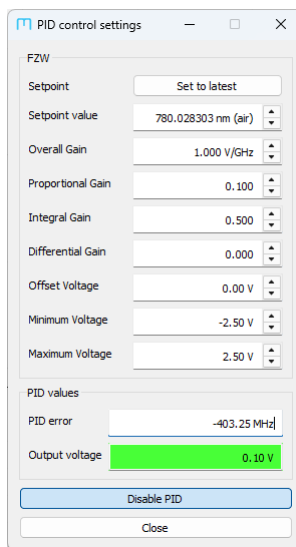 PID control settings
FZW
Setpoint Set to latest
Setpoint value 780.028303 nm (air)
Overall Gain 1.000 V/GHz
Proportional Gain 0.100
Integral Gain 0.500
Differential Gain 0.000
Offset Voltage 0.00 V
Minimum Voltage -2.50 V
Maximum Voltage 2.50 V
PID values
PID error -403.25 MHz
Output voltage 0.10 V
Disable PID
Close